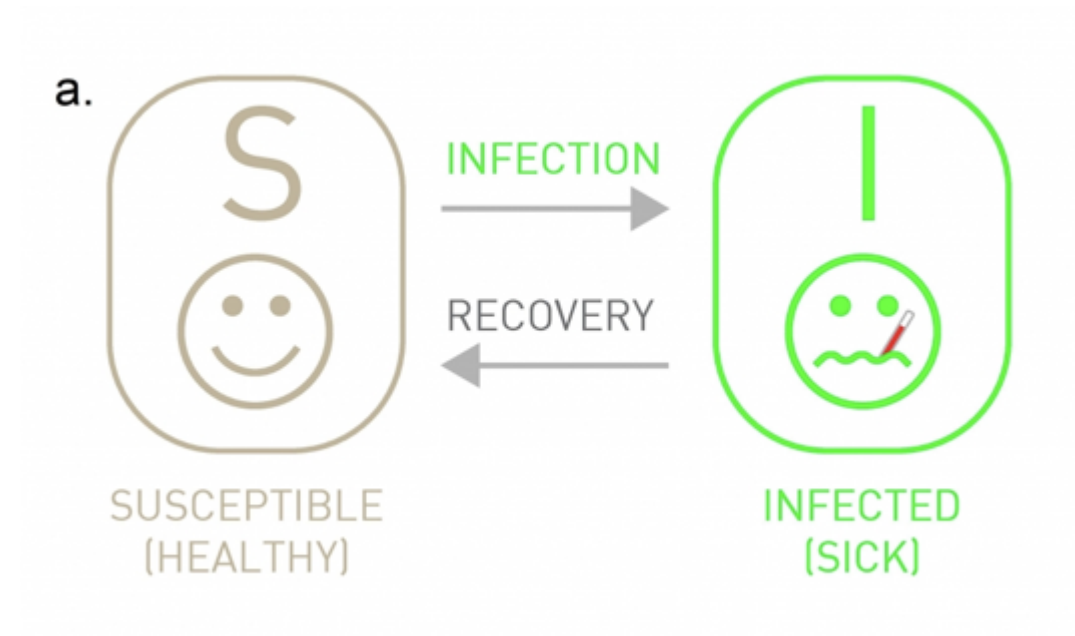 a.
S
INFECTION
I
RECOVERY
SUSCEPTIBLE
(HEALTHY)
INFECTED
(SICK)